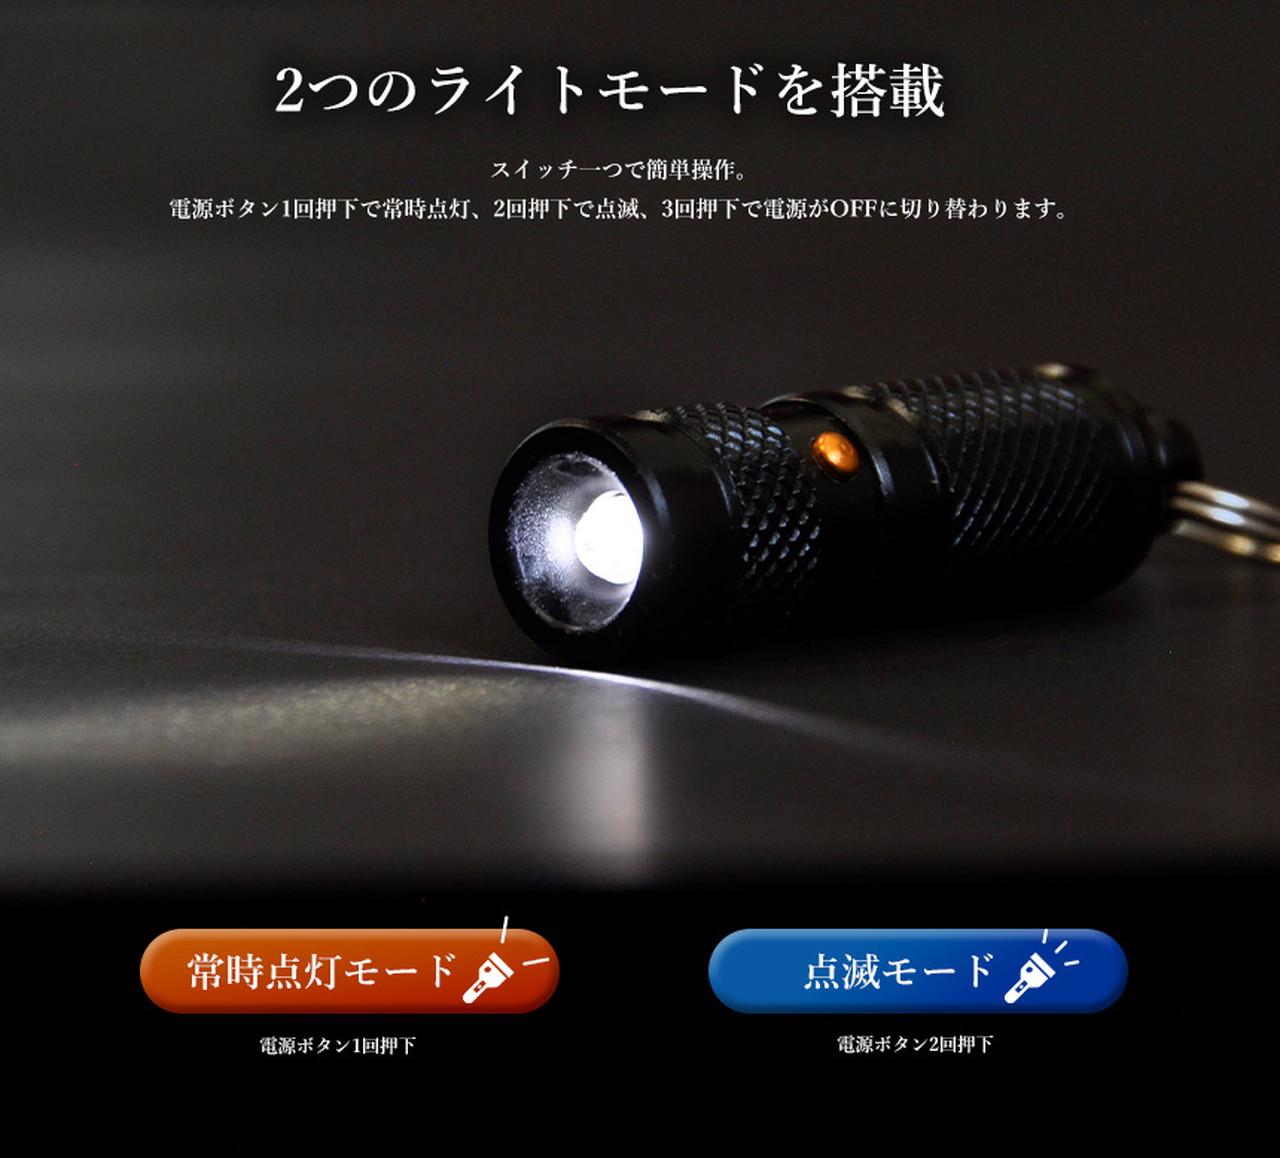 2つのライトモードを搭載
スイッチ一つで簡単操作。
電源ボタン1回押下で常時点灯、2回押下で点滅、3回押下で電源がOFFに切り替わります。
常時点灯モード
点滅モード
電源ボタン1回押下
電源ボタン2回押下